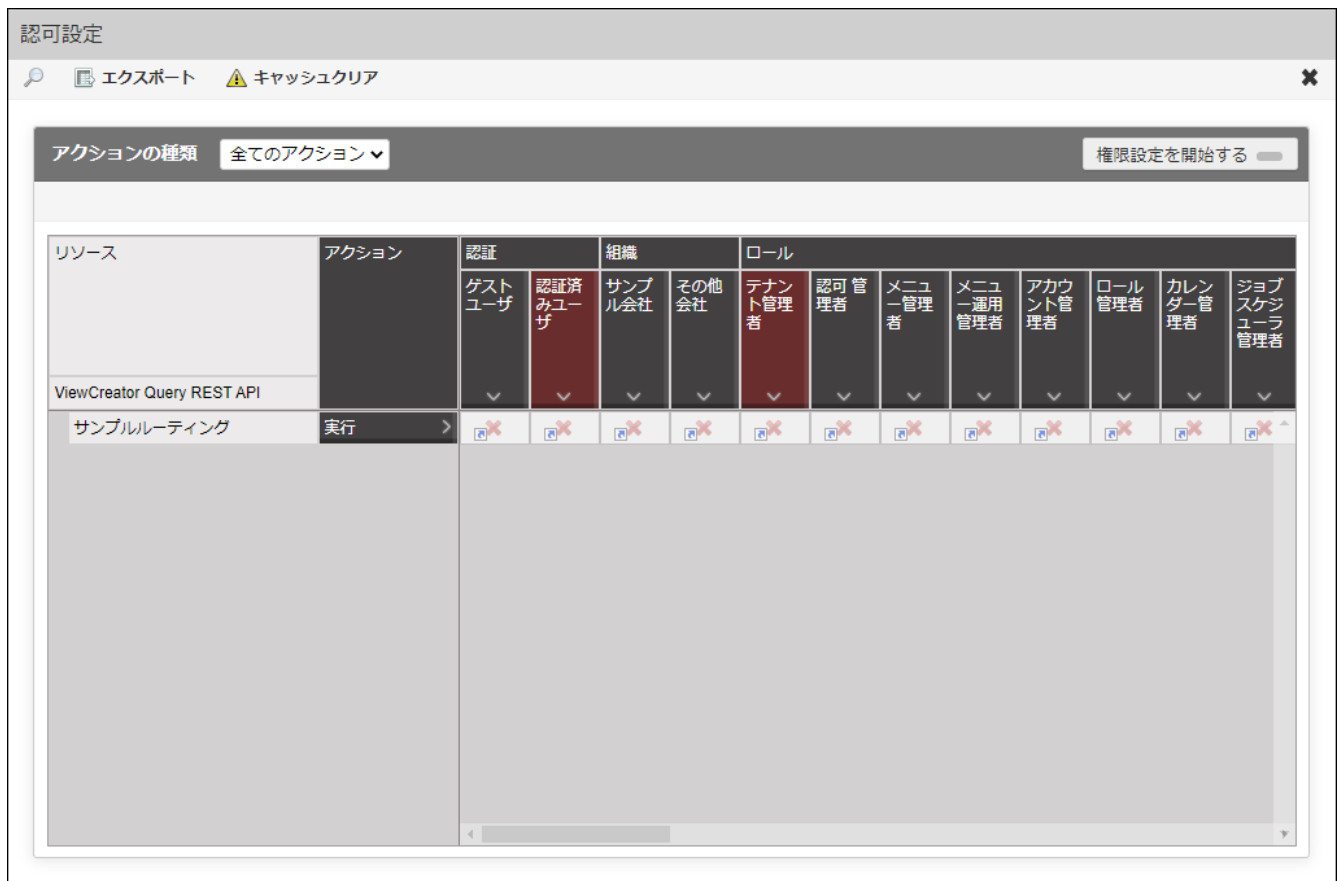 認可設定
エクスポート キャッシュクリア
アクションの種類 全てのアクション 権限設定を開始する
リソース アクション 認証 組織 ロール
ゲスト
ユーザ
認証済
みユー
ザ
サンプ
ル会社
その他
会社
テナン
ト管理
者
認可 管
理者
メニュ
ー管理
者
メニュ
ー運用
管理者
アカウ
ント管
理者
ロール
管理者
カレン
ダー管
理者
ジョブ
スケジ
ューラ
管理者
ViewCreator Query REST API
サンプルルーティング 実行